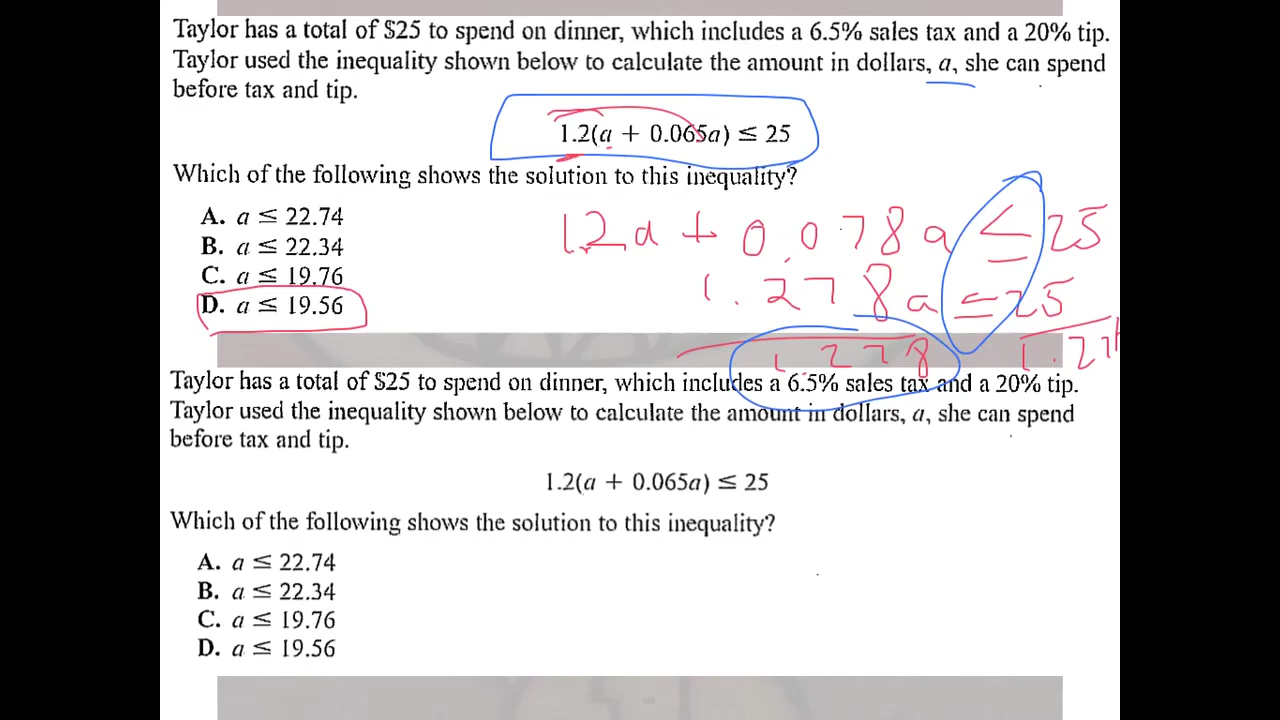 Taylor has a total of $25 to spend on dinner, which includes a 6.5% sales tax and a 20% tip.
Taylor used the inequality shown below to calculate the amount in dollars, a, she can spend
before tax and tip.
1.2(a + 0.065a) ≤ 25
Which of the following shows the solution to this inequality?
A. a ≤ 22.74
B. a ≤ 22.34
C. a ≤ 19.76
D. a ≤ 19.56
1.2a + 0.078a ≤ 25
1.278a ≤ 25
1.278
Taylor has a total of $25 to spend on dinner, which includes a 6.5% sales tax and a 20% tip.
Taylor used the inequality shown below to calculate the amount in dollars, a, she can spend
before tax and tip.
1.2(a + 0.065a) ≤ 25
Which of the following shows the solution to this inequality?
A. a ≤ 22.74
B. a ≤ 22.34
C. a ≤ 19.76
D. a ≤ 19.56